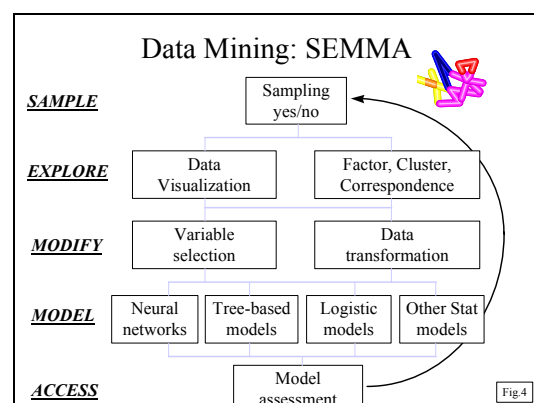 Data Mining: SEMMA
SAMPLE
Sampling
yes/no
EXPLORE
Data
Visualization
Factor, Cluster,
Correspondence
MODIFY
Variable
selection
Data
transformation
MODEL
Neural
networks
Tree-based
models
Logistic
models
Other Stat
models
ACCESS
Model
assessment
Fig.4